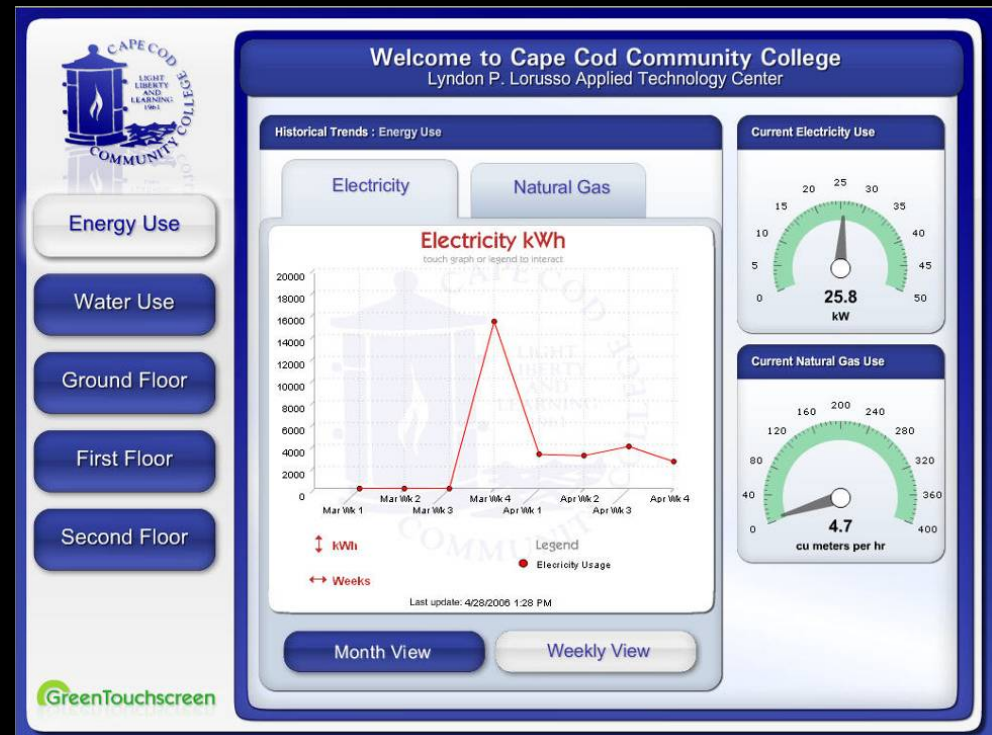 CAPE COD COMMUNITY COLLEGE
LIGHT
LIBERTY
AND
LEARNING
1961
Welcome to Cape Cod Community College
Lyndon P. Lorusso Applied Technology Center
Energy Use
Water Use
Ground Floor
First Floor
Second Floor
GreenTouchscreen
Historical Trends : Energy Use
Electricity
Natural Gas
Electricity kWh
touch graph or legend to interact
20000
18000
16000
14000
12000
10000
8000
6000
4000
2000
0
Mar Wk 1
Mar Wk 2
Mar Wk 3
Mar Wk 4
Apr Wk 1
Apr Wk 2
Apr Wk 3
Apr Wk 4
kWh
Weeks
Legend
Elecricity Usage
Last update: 4/28/2006 1:28 PM
Month View
Weekly View
Current Electricity Use
0
5
10
15
20
25
30
35
40
45
50
25.8
kW
Current Natural Gas Use
0
40
80
120
160
200
240
280
320
360
400
4.7
cu meters per hr